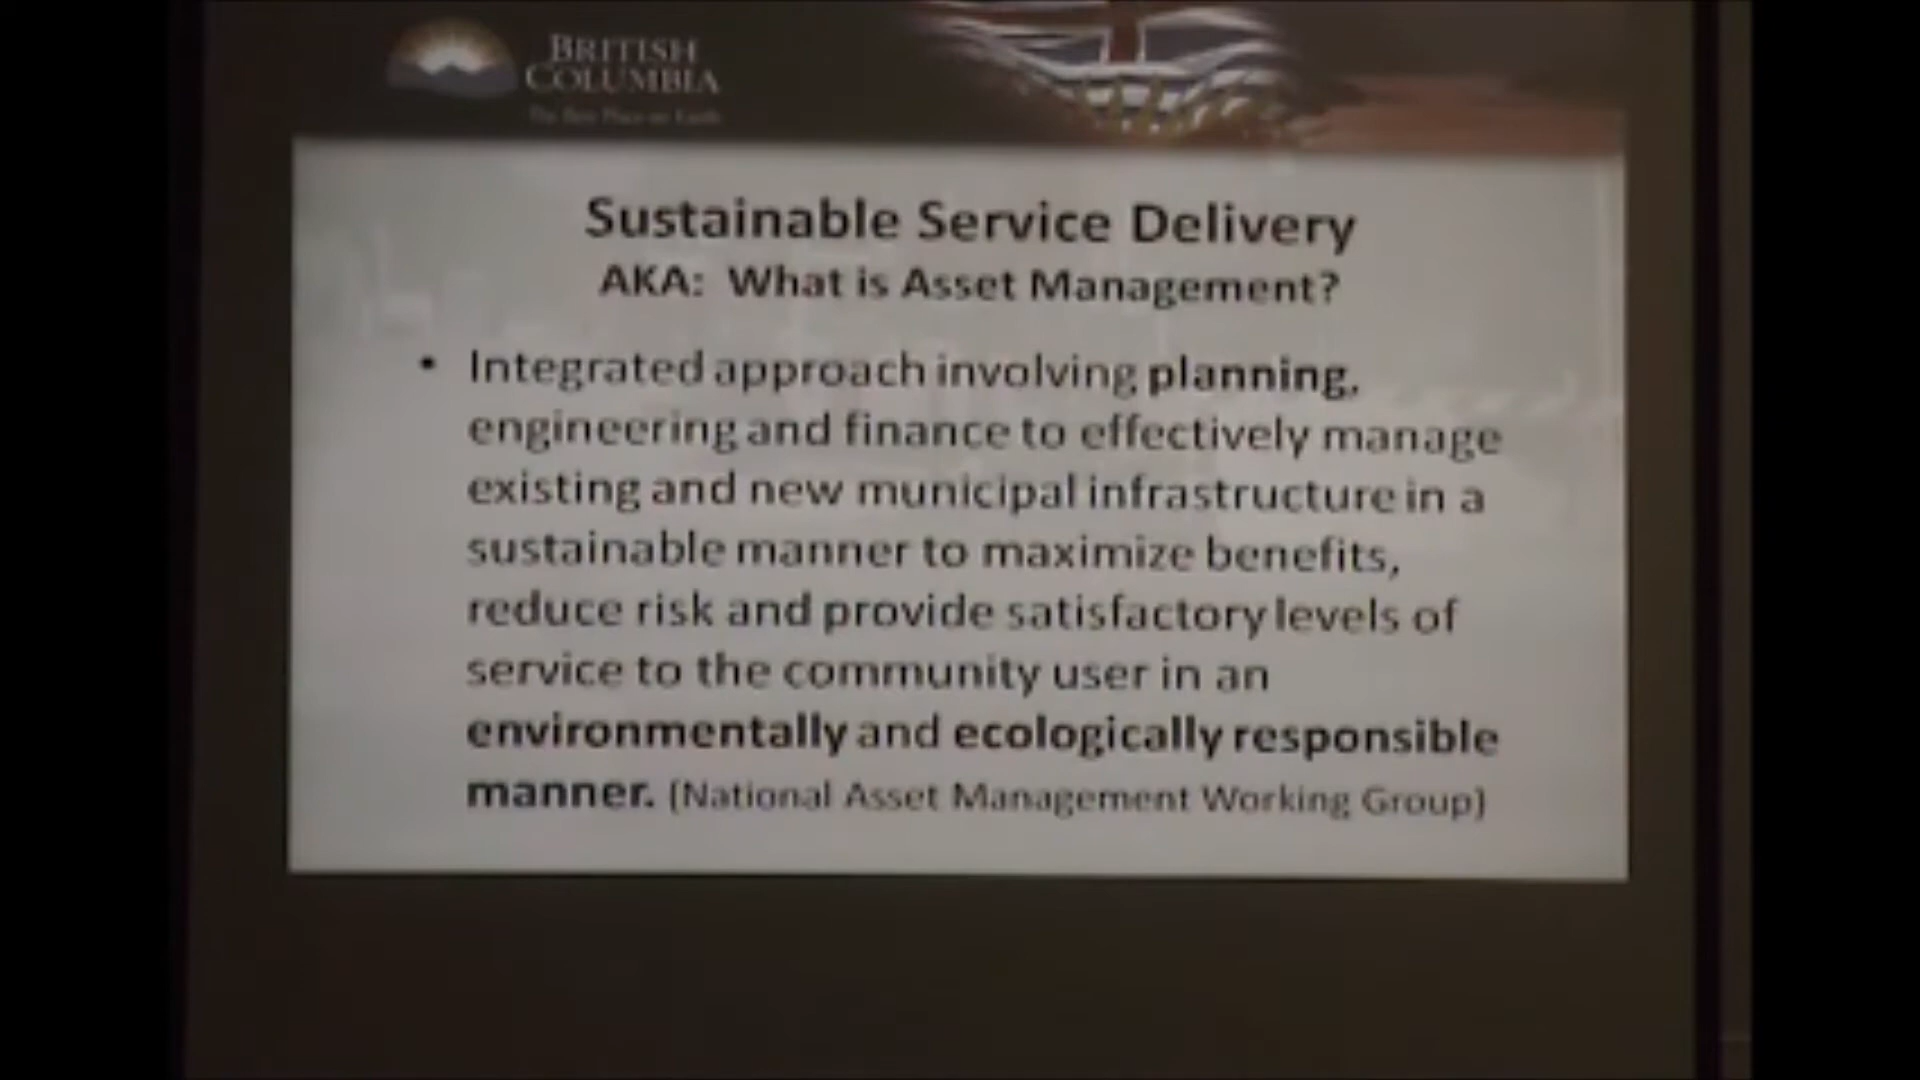 BRITISH
COLUMBIA
The Best Place on Earth
Sustainable Service Delivery
AKA: What is Asset Management?
• Integrated approach involving planning,
engineering and finance to effectively manage
existing and new municipal infrastructure in a
sustainable manner to maximize benefits,
reduce risk and provide satisfactory levels of
service to the community user in an
environmentally and ecologically responsible
manner. (National Asset Management Working Group)